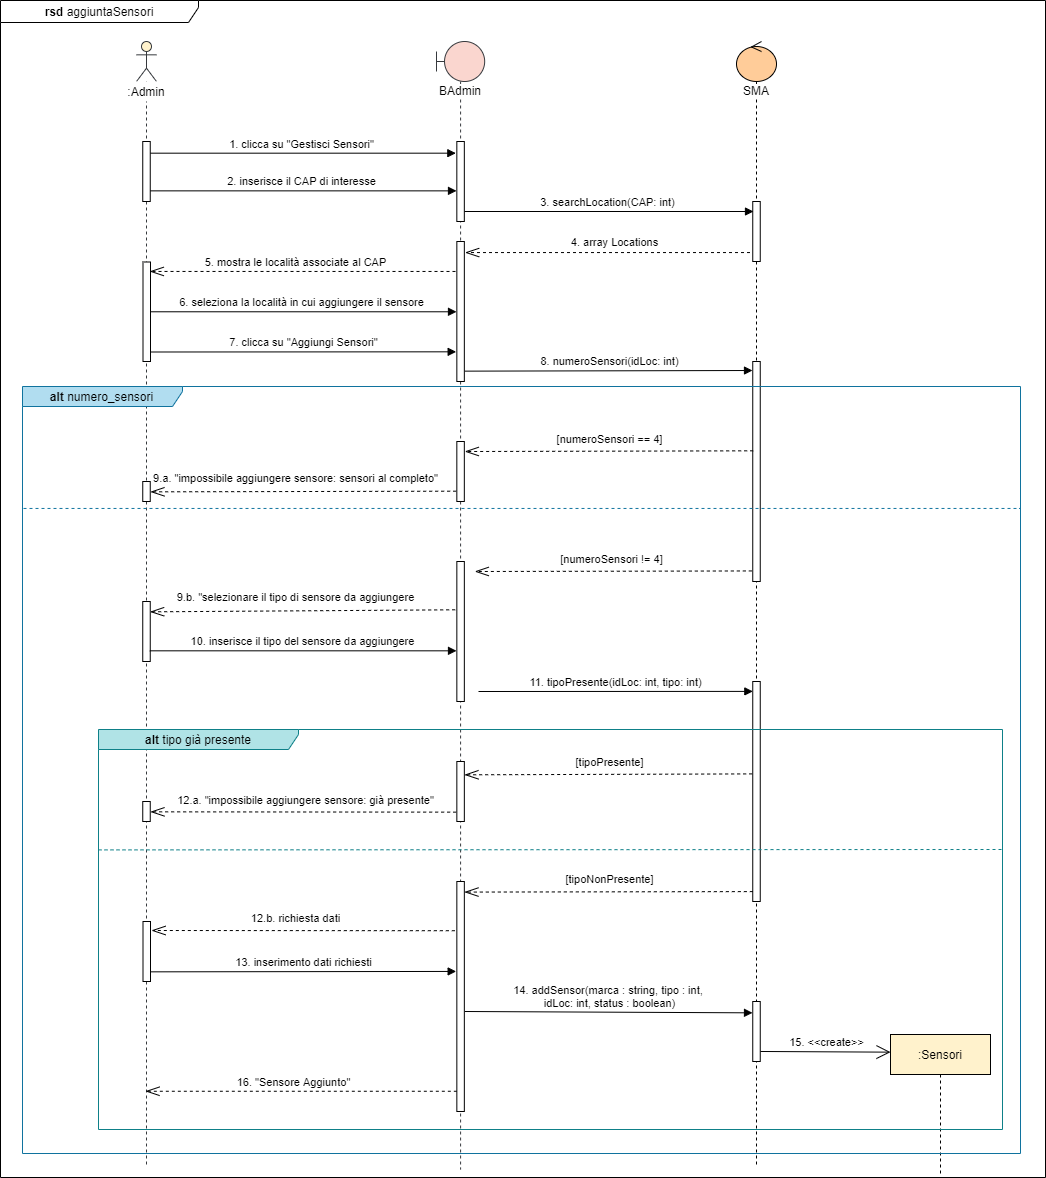 rsd aggiuntaSensori
:Admin
BAdmin
SMA
1. clicca su "Gestisci Sensori"
2. inserisce il CAP di interesse
3. searchLocation(CAP: int)
4. array Locations
5. mostra le località associate al CAP
6. seleziona la località in cui aggiungere il sensore
7. clicca su "Aggiungi Sensori"
8. numeroSensori(idLoc: int)
alt numero_sensori
[numeroSensori == 4]
9.a. "impossibile aggiungere sensore: sensori al completo"
[numeroSensori != 4]
9.b. "selezionare il tipo di sensore da aggiungere
10. inserisce il tipo del sensore da aggiungere
11. tipoPresente(idLoc: int, tipo: int)
alt tipo già presente
[tipoPresente]
12.a. "impossibile aggiungere sensore: già presente"
[tipoNonPresente]
12.b. richiesta dati
13. inserimento dati richiesti
14. addSensor(marca : string, tipo : int,
idLoc: int, status : boolean)
15. <<create>>
:Sensori
16. "Sensore Aggiunto"